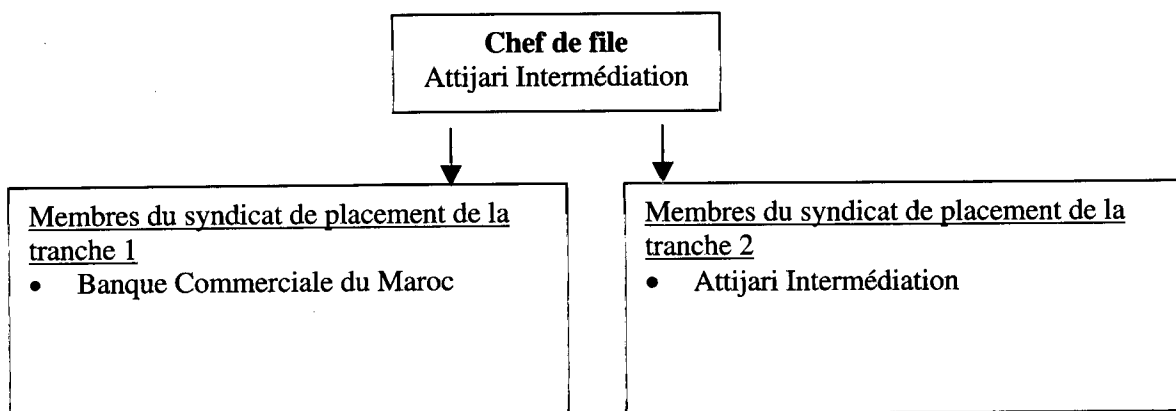 Chef de file
Attijari Intermédiation
Membres du syndicat de placement de la
tranche 1
• Banque Commerciale du Maroc
Membres du syndicat de placement de la
tranche 2
• Attijari Intermédiation